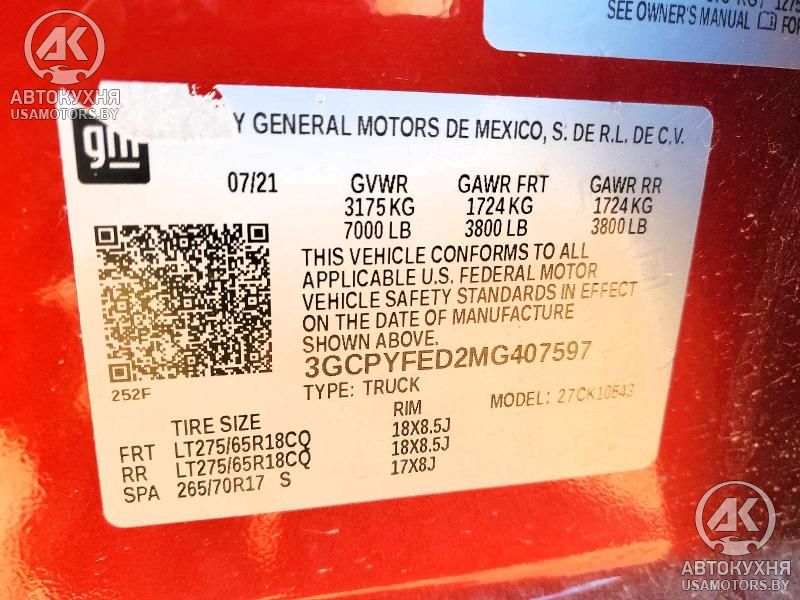 SEE OWNER'S MANUAL
FOR
AK
АВТОКУХНЯ
USAMOTORS.BY
gm
Y GENERAL MOTORS DE MEXICO, S. DE R.L. DE C.V.
07/21 GVWR GAWR FRT GAWR RR
3175 KG 1724 KG 1724 KG
7000 LB 3800 LB 3800 LB
THIS VEHICLE CONFORMS TO ALL
APPLICABLE U.S. FEDERAL MOTOR
VEHICLE SAFETY STANDARDS IN EFFECT
ON THE DATE OF MANUFACTURE
SHOWN ABOVE.
3GCPYFED2MG407597
252F
TYPE: TRUCK MODEL: 27CK10543
TIRE SIZE RIM
FRT LT275/65R18CQ 18X8.5J
RR LT275/65R18CQ 18X8.5J
SPA 265/70R17 S 17X8J
AK
АВТОКУХНЯ
USAMOTORS.BY